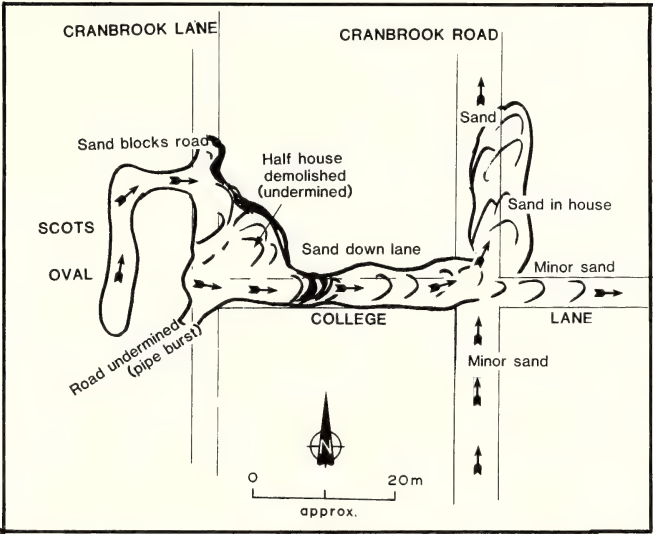 CRANBROOK LANE
CRANBROOK ROAD
Sand blocks road
Half house
demolished
(undermined)
Sand
Sand in house
SCOTS
OVAL
Sand down lane
Minor sand
COLLEGE
LANE
Road undermined
(pipe burst)
Minor sand
N
0
20m
approx.